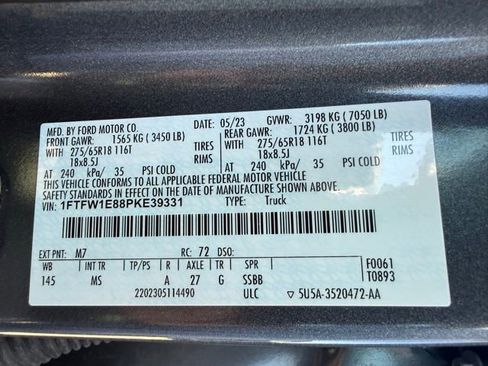 MFD. BY FORD MOTOR CO.
DATE: 05/23 GVWR: 3198 KG ( 7050 LB)
FRONT GAWR: 1565 KG ( 3450 LB)
REAR GAWR: 1724 KG ( 3800 LB)
WITH 275/65R18 116T TIRES
WITH 275/65R18 116T TIRES
18x8.5J RIMS
18x8.5J RIMS
AT 240 kPa/ 35 PSI COLD
AT 240 kPa/ 35 PSI COLD
THIS VEHICLE CONFORMS TO ALL APPLICABLE FEDERAL MOTOR VEHICLE
SAFETY STANDARDS IN EFFECT ON THE DATE OF MANUFACTURE SHOWN ABOVE.
VIN: 1FTFW1E88PKE39331 TYPE: Truck
EXT PNT: M7 RC: 72 DSO:
WB INT TR TP/PS R AXLE TR SPR F0061
145 MS A 27 G SSBB T0893
2202305114490 ULC 5U5A-3520472-AA